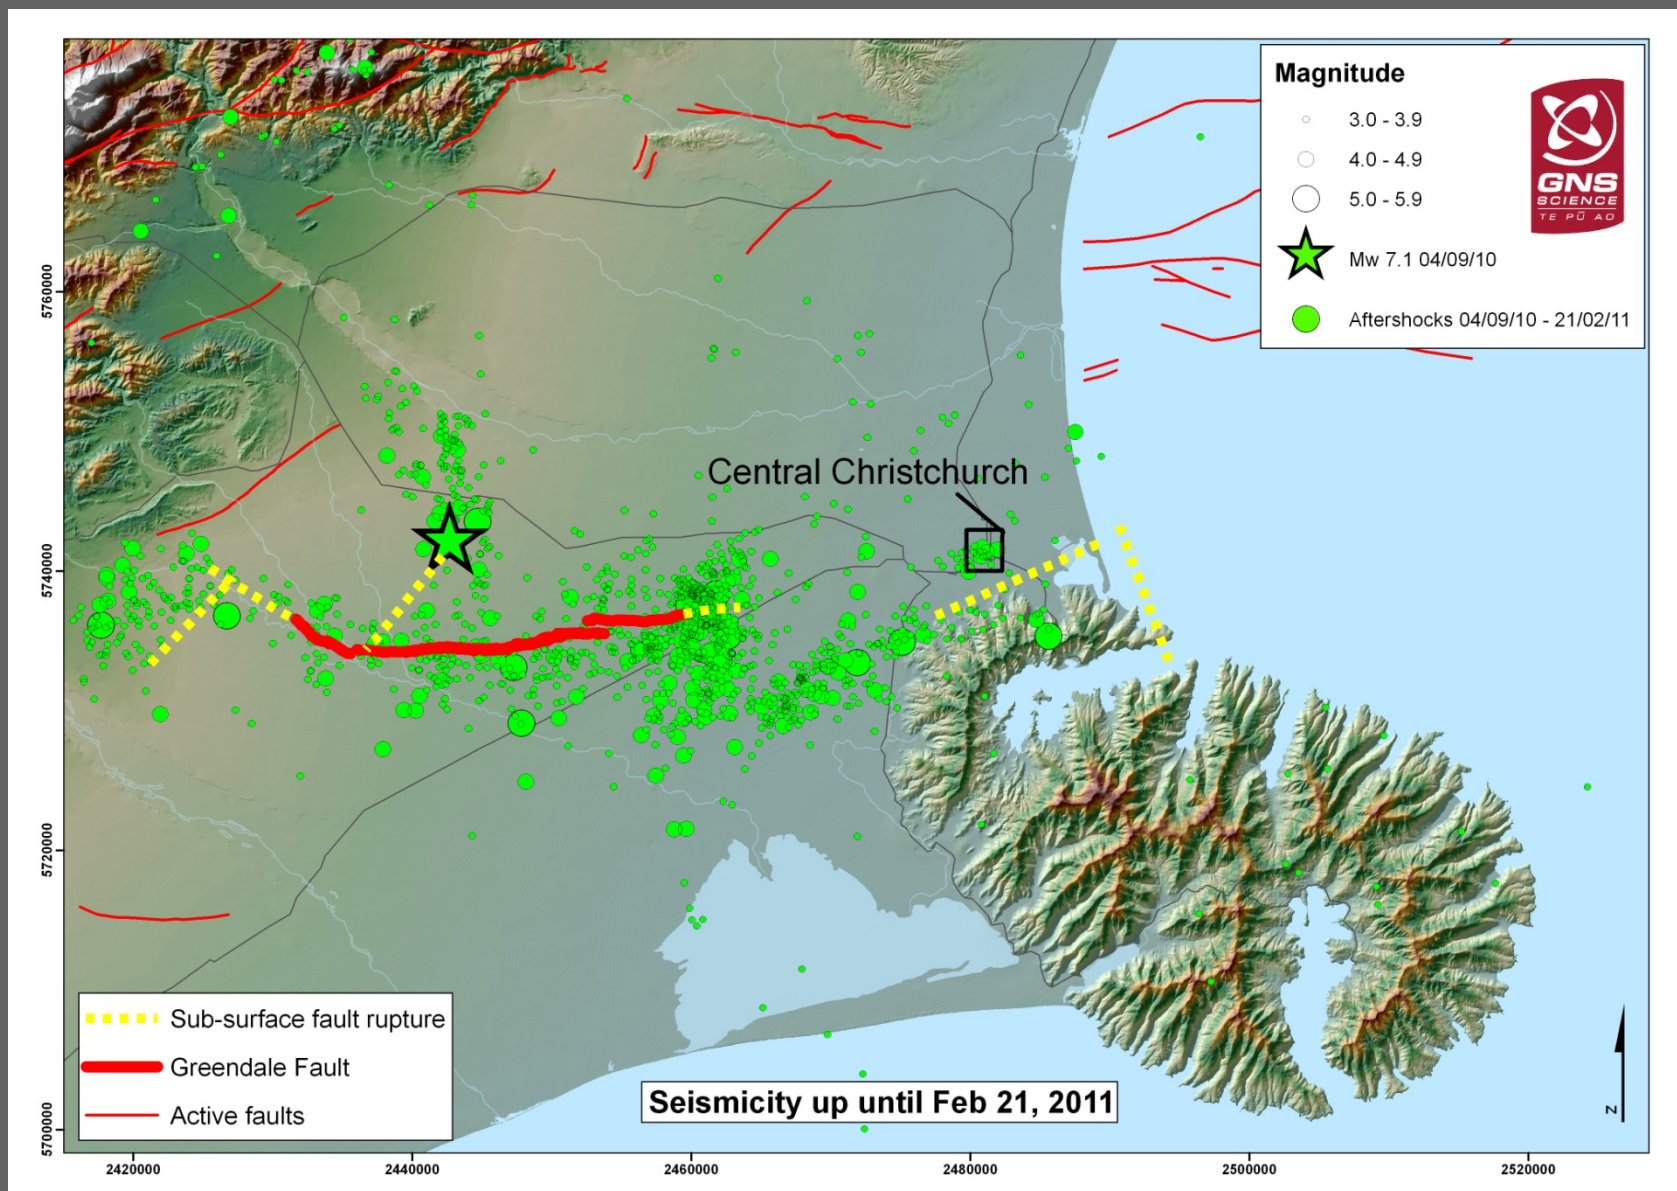 Magnitude
3.0 - 3.9
4.0 - 4.9
5.0 - 5.9
Mw 7.1 04/09/10
Aftershocks 04/09/10 - 21/02/11
GNS
SCIENCE
TE PŪ AO
Central Christchurch
5760000
5740000
5720000
5700000
Sub-surface fault rupture
Greendale Fault
Active faults
Seismicity up until Feb 21, 2011
N
2420000
2440000
2460000
2480000
2500000
2520000